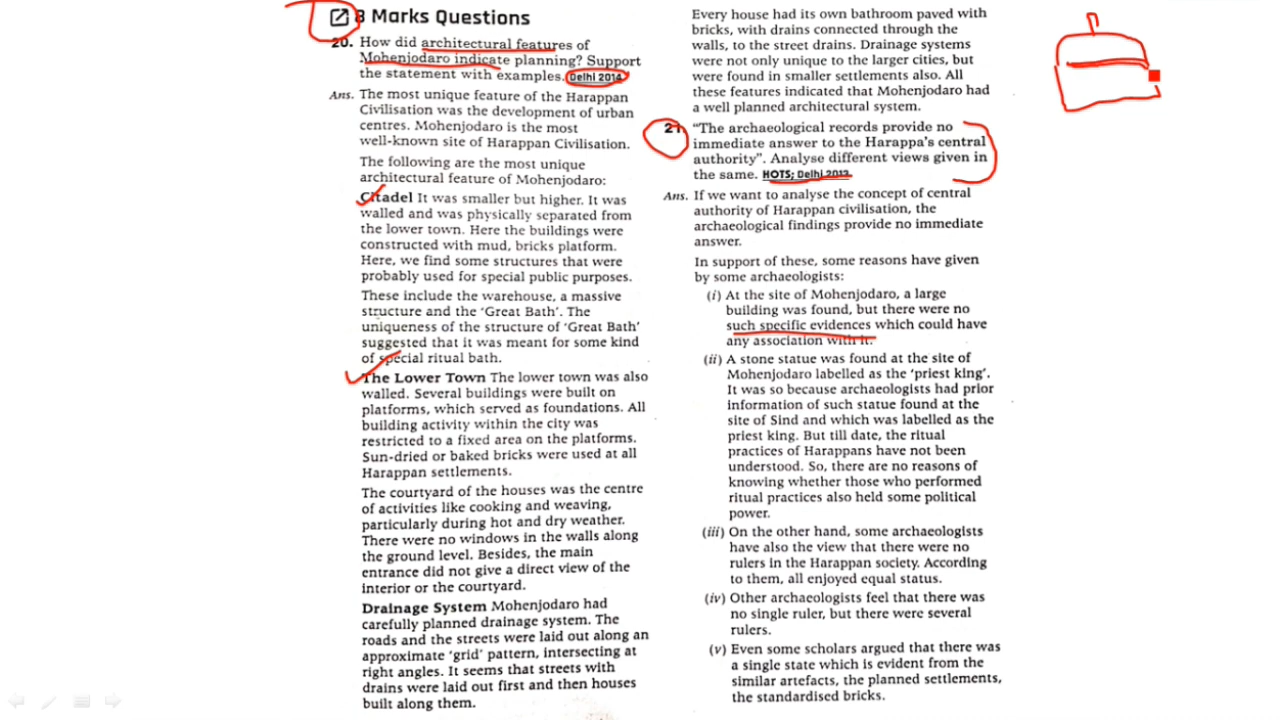 8 Marks Questions
20. How did architectural features of
Mohenjodaro indicate planning? Support
the statement with examples. Delhi 2014
Ans. The most unique feature of the Harappan
Civilisation was the development of urban
centres. Mohenjodaro is the most
well-known site of Harappan Civilisation.
The following are the most unique
architectural feature of Mohenjodaro:
Citadel It was smaller but higher. It was
walled and was physically separated from
the lower town. Here the buildings were
constructed with mud, bricks platform.
Here, we find some structures that were
probably used for special public purposes.
These include the warehouse, a massive
structure and the ‘Great Bath’. The
uniqueness of the structure of ‘Great Bath’
suggested that it was meant for some kind
of special ritual bath.
The Lower Town The lower town was also
walled. Several buildings were built on
platforms, which served as foundations. All
building activity within the city was
restricted to a fixed area on the platforms.
Sun-dried or baked bricks were used at all
Harappan settlements.
The courtyard of the houses was the centre
of activities like cooking and weaving,
particularly during hot and dry weather.
There were no windows in the walls along
the ground level. Besides, the main
entrance did not give a direct view of the
interior or the courtyard.
Drainage System Mohenjodaro had
carefully planned drainage system. The
roads and the streets were laid out along an
approximate ‘grid’ pattern, intersecting at
right angles. It seems that streets with
drains were laid out first and then houses
built along them.
Every house had its own bathroom paved with
bricks, with drains connected through the
walls, to the street drains. Drainage systems
were not only unique to the larger cities, but
were found in smaller settlements also. All
these features indicated that Mohenjodaro had
a well planned architectural system.
21. “The archaeological records provide no
immediate answer to the Harappa's central
authority”. Analyse different views given in
the same. HOTS; Delhi 2012
Ans. If we want to analyse the concept of central
authority of Harappan civilisation, the
archaeological findings provide no immediate
answer.
In support of these, some reasons have given
by some archaeologists:
(i) At the site of Mohenjodaro, a large
building was found, but there were no
such specific evidences which could have
any association with it.
(ii) A stone statue was found at the site of
Mohenjodaro labelled as the ‘priest king’.
It was so because archaeologists had prior
information of such statue found at the
site of Sind and which was labelled as the
priest king. But till date, the ritual
practices of Harappans have not been
understood. So, there are no reasons of
knowing whether those who performed
ritual practices also held some political
power.
(iii) On the other hand, some archaeologists
have also the view that there were no
rulers in the Harappan society. According
to them, all enjoyed equal status.
(iv) Other archaeologists feel that there was
no single ruler, but there were several
rulers.
(v) Even some scholars argued that there was
a single state which is evident from the
similar artefacts, the planned settlements,
the standardised bricks.